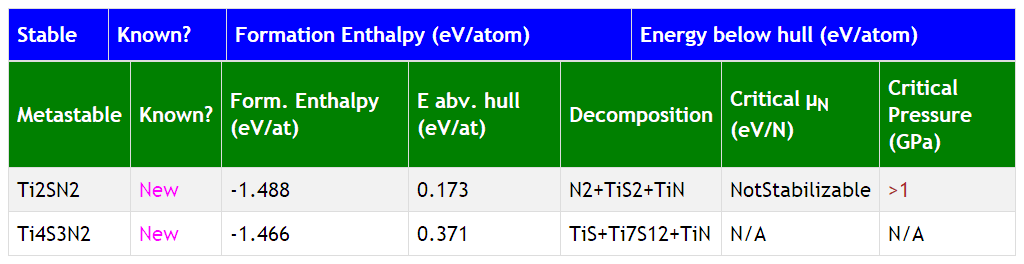 Stable Known? Formation Enthalpy (eV/atom) Energy below hull (eV/atom)
Metastable Known? Form. Enthalpy (eV/at) E abv. hull (eV/at) Decomposition Critical μN (eV/N) Critical Pressure (GPa)
Ti2SN2 New -1.488 0.173 N2+TiS2+TiN NotStabilizable >1
Ti4S3N2 New -1.466 0.371 TiS+Ti7S12+TiN N/A N/A